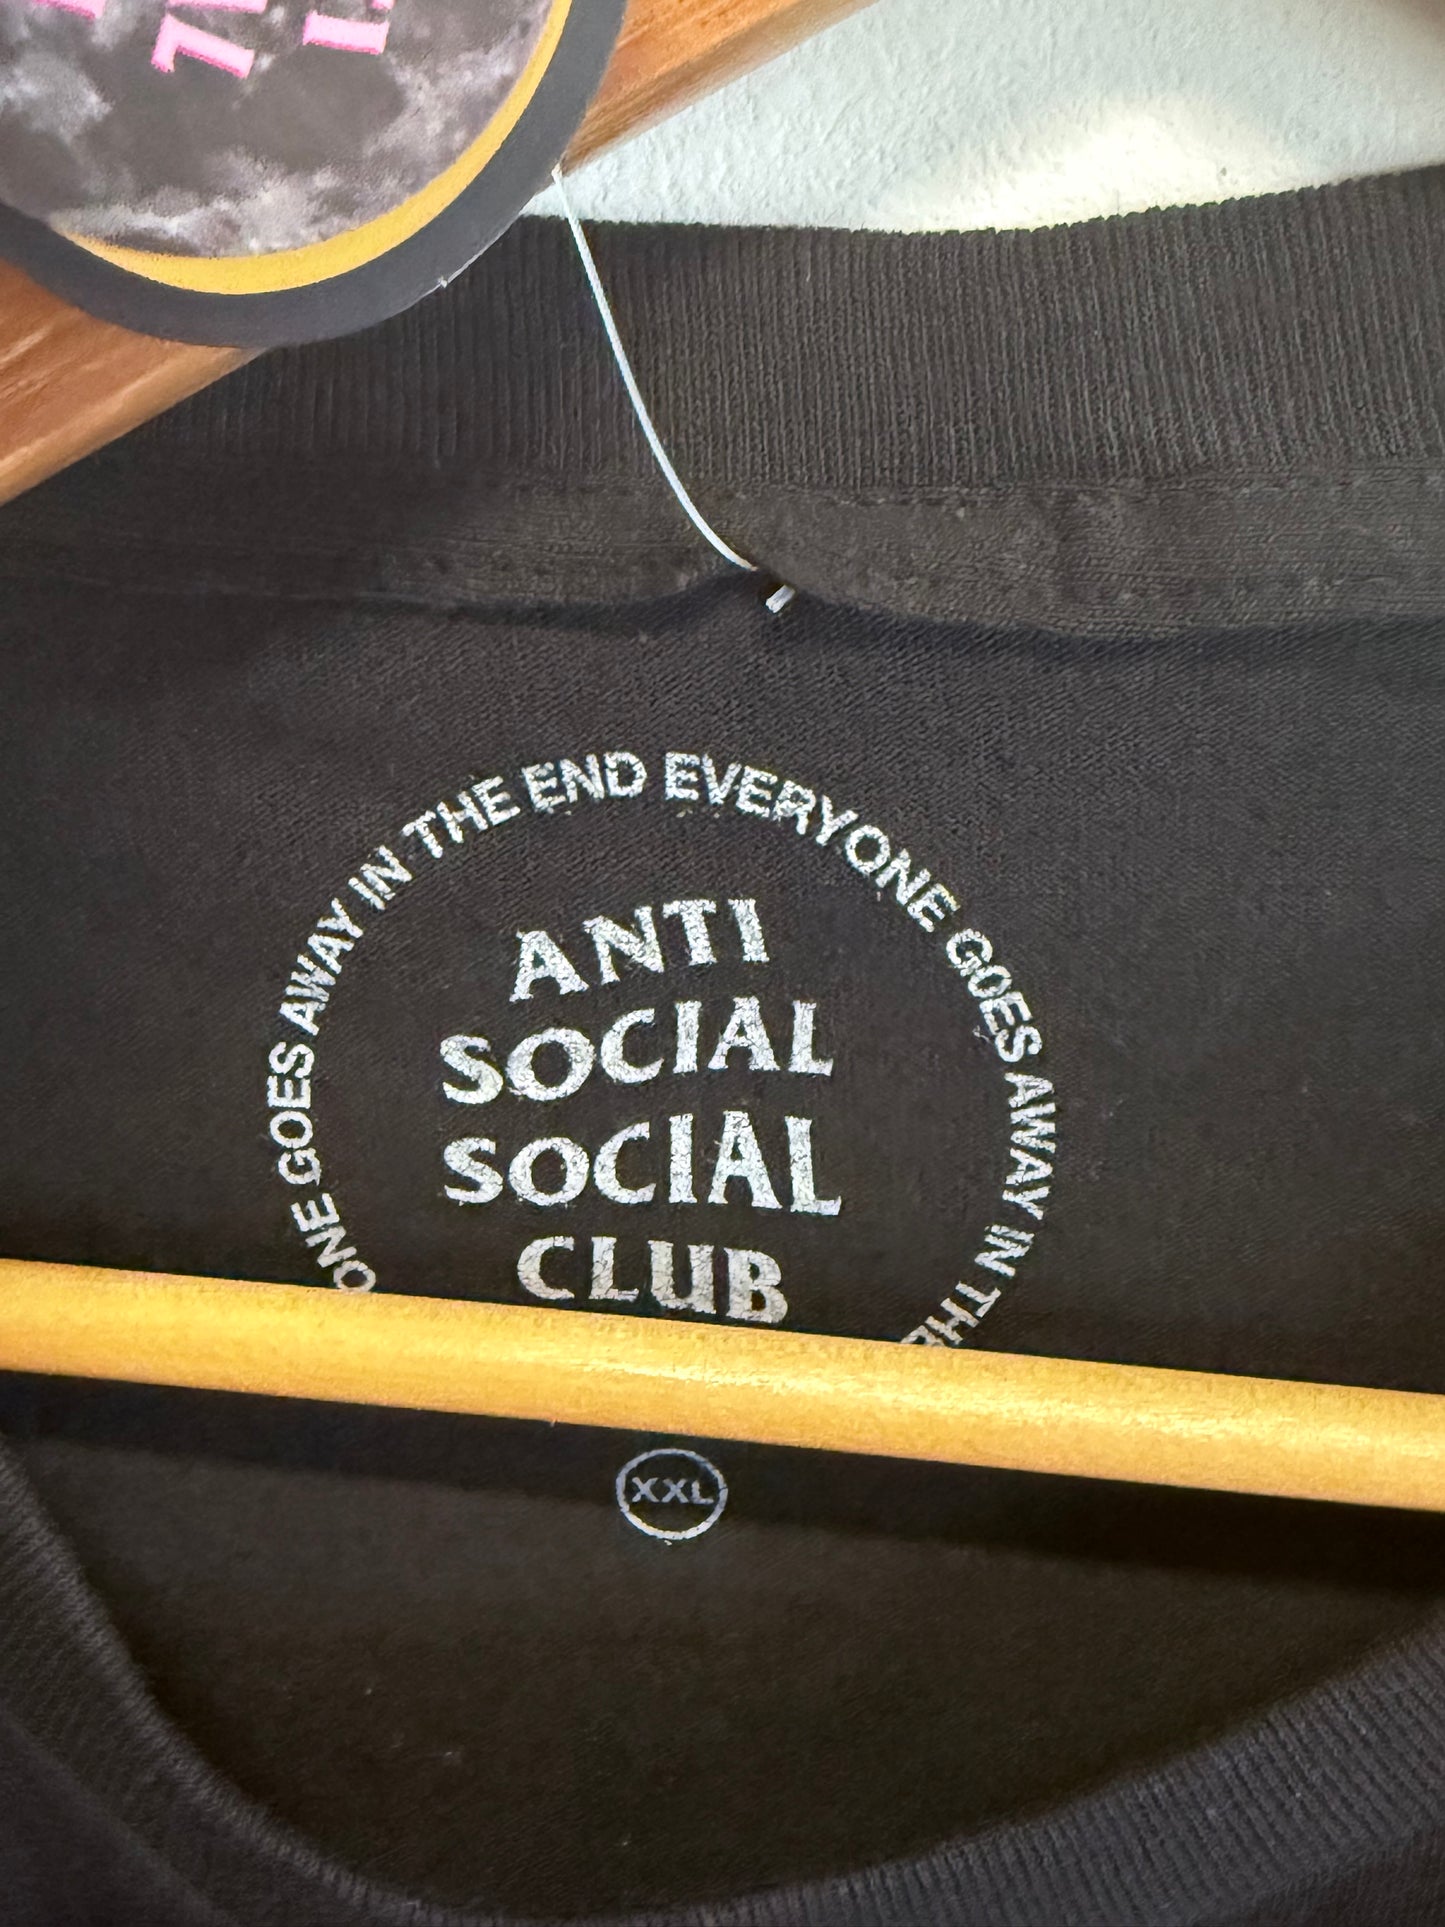 ONE GOES AWAY IN THE END EVERYONE GOES AWAY IN THE
ANTI
SOCIAL
SOCIAL
CLUB
XXL